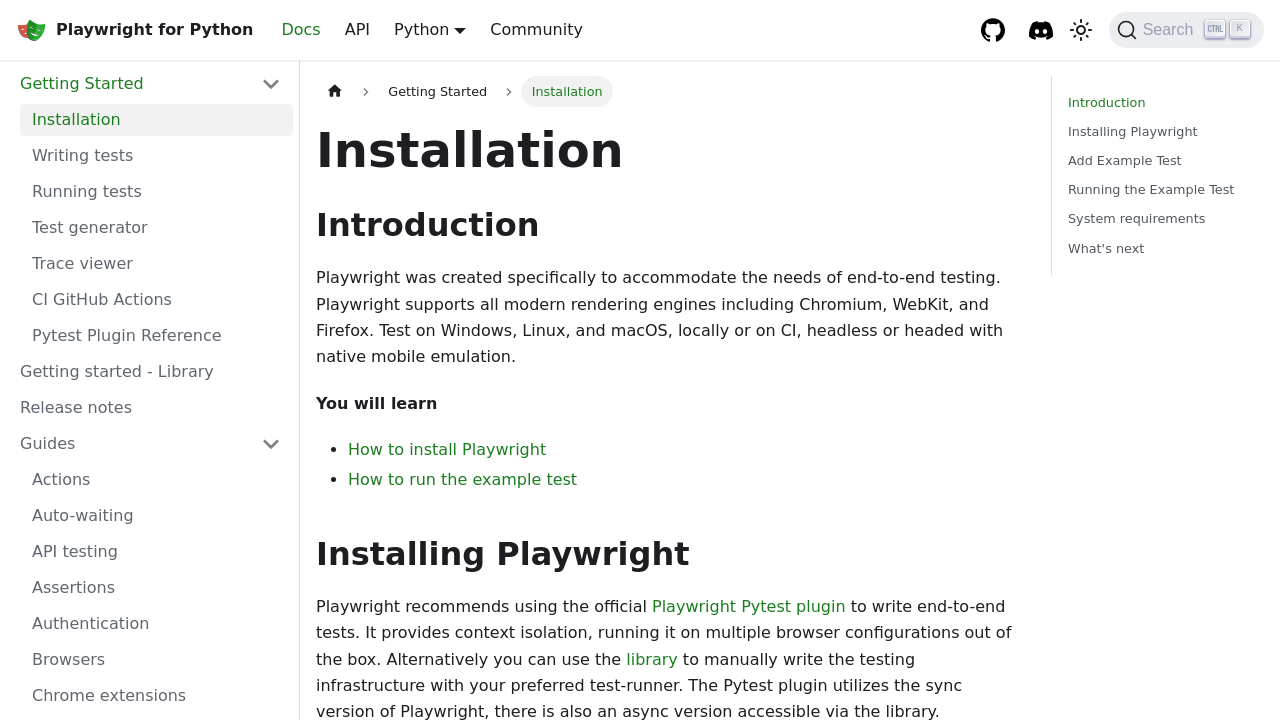 Playwright for Python
Docs
API
Python
Community
Search
CTRL
K
Getting Started
Installation
Writing tests
Running tests
Test generator
Trace viewer
CI GitHub Actions
Pytest Plugin Reference
Getting started - Library
Release notes
Guides
Actions
Auto-waiting
API testing
Assertions
Authentication
Browsers
Chrome extensions
Getting Started
Installation
Installation
Introduction
Playwright was created specifically to accommodate the needs of end-to-end testing.
Playwright supports all modern rendering engines including Chromium, WebKit, and
Firefox. Test on Windows, Linux, and macOS, locally or on CI, headless or headed with
native mobile emulation.
You will learn
How to install Playwright
How to run the example test
Installing Playwright
Playwright recommends using the official Playwright Pytest plugin to write end-to-end
tests. It provides context isolation, running it on multiple browser configurations out of
the box. Alternatively you can use the library to manually write the testing
infrastructure with your preferred test-runner. The Pytest plugin utilizes the sync
version of Playwright, there is also an async version accessible via the library.
Introduction
Installing Playwright
Add Example Test
Running the Example Test
System requirements
What's next